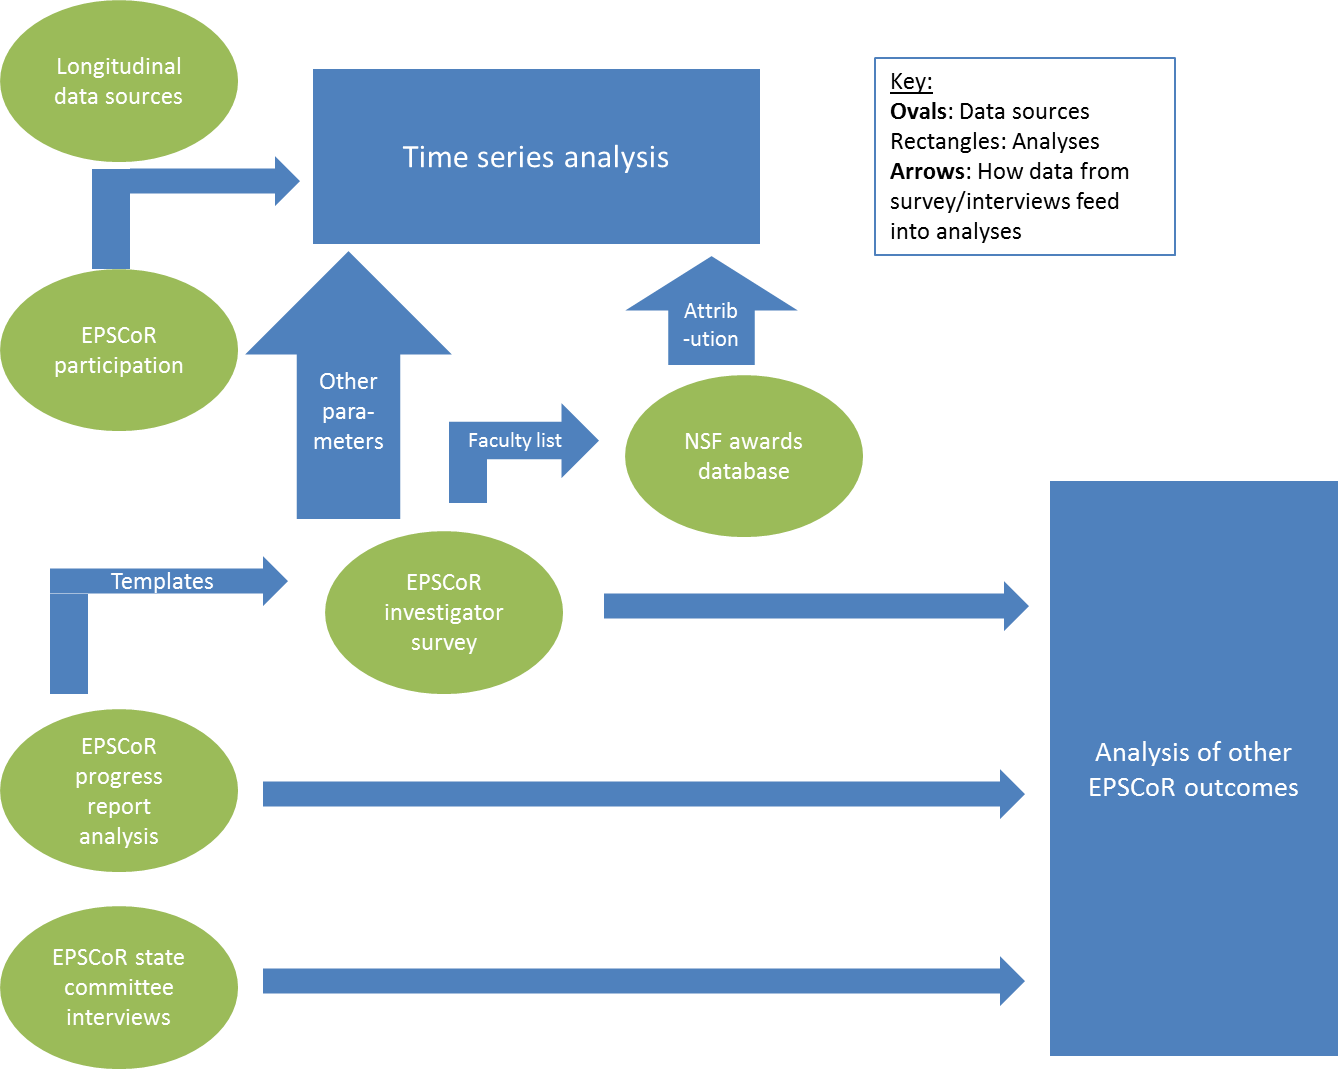 Longitudinal
data sources
Time series analysis
Key:
Ovals: Data sources
Rectangles: Analyses
Arrows: How data from
survey/interviews feed
into analyses
EPSCoR
participation
Other
para-
meters
Attrib
-ution
Faculty list
NSF awards
database
Templates
EPSCoR
investigator
survey
EPSCoR
progress
report
analysis
Analysis of other
EPSCoR outcomes
EPSCoR state
committee
interviews